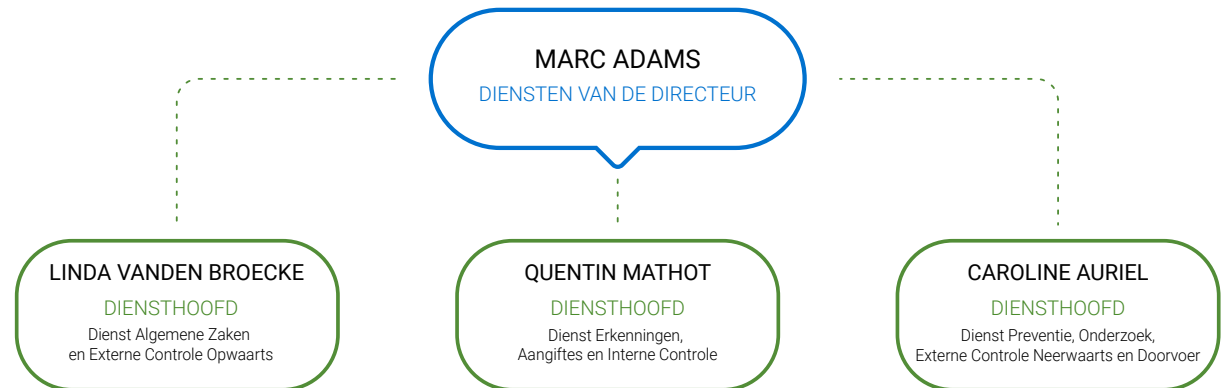 MARC ADAMS
DIENSTEN VAN DE DIRECTEUR
LINDA VANDEN BROECKE
DIENSTHOOFD
Dienst Algemene Zaken
en Externe Controle Opwaarts
QUENTIN MATHOT
DIENSTHOOFD
Dienst Erkenningen,
Aangiftes en Interne Controle
CAROLINE AURIEL
DIENSTHOOFD
Dienst Preventie, Onderzoek,
Externe Controle Neerwaarts en Doorvoer